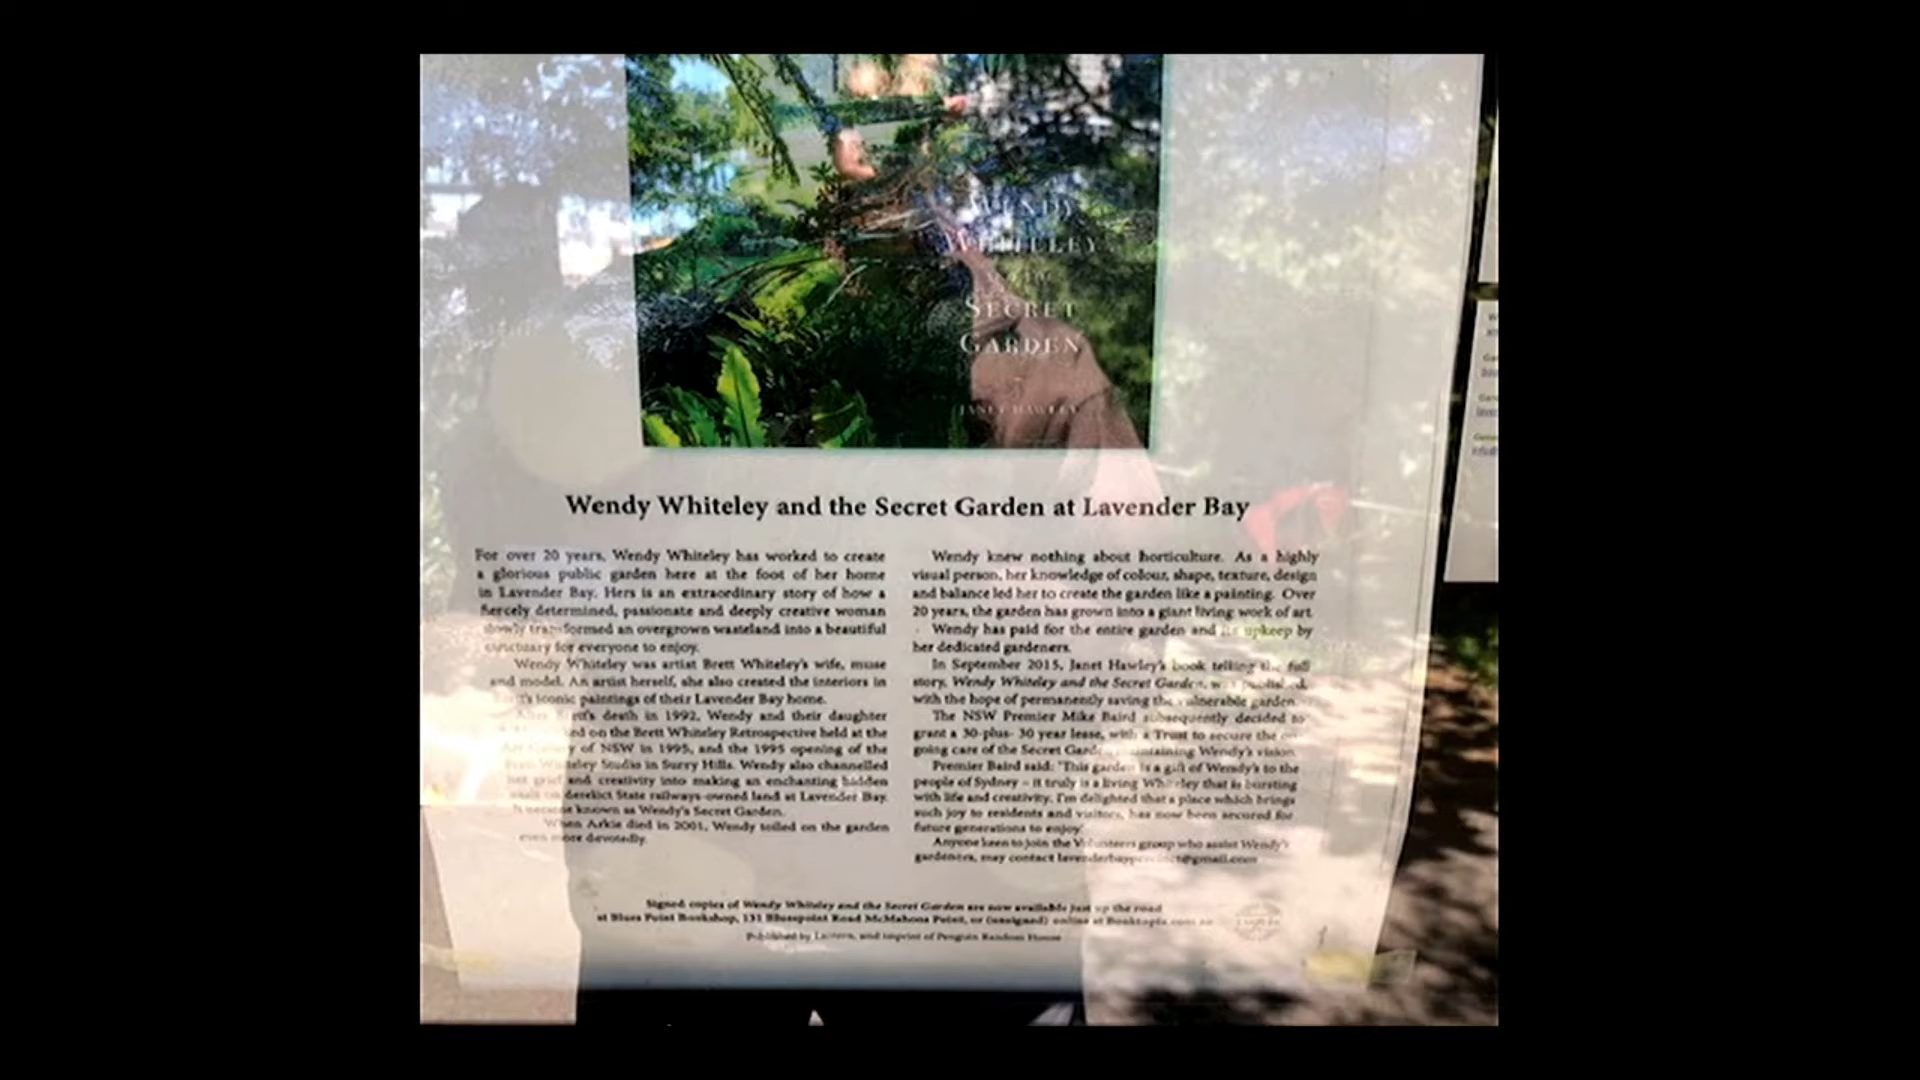 WENDY
WHITELEY
SECRET
GARDEN
JANET HAWLEY
Wendy Whiteley and the Secret Garden at Lavender Bay
For over 20 years, Wendy Whiteley has worked to create
a glorious public garden here at the foot of her home
in Lavender Bay. Hers is an extraordinary story of how a
fiercely determined, passionate and deeply creative woman
slowly transformed an overgrown wasteland into a beautiful
sanctuary for everyone to enjoy.
Wendy Whiteley was artist Brett Whiteley's wife, muse
and model. An artist herself, she also created the interiors in
iconic paintings of their Lavender Bay home.
After Brett's death in 1992, Wendy and their daughter
on the Brett Whiteley Retrospective held at the
Art Gallery of NSW in 1995, and the 1995 opening of the
Brett Whiteley Studio in Surry Hills. Wendy also channelled
her grief and creativity into making an enchanting hidden
derelict State railways-owned land at Lavender Bay.
It became known as Wendy's Secret Garden.
When Arkie died in 2001, Wendy toiled on the garden
even more devotedly.
Wendy knew nothing about horticulture. As a highly
visual person, her knowledge of colour, shape, texture, design
and balance led her to create the garden like a painting. Over
20 years, the garden has grown into a giant living work of art.
Wendy has paid for the entire garden and its upkeep by
her dedicated gardeners.
In September 2015, Janet Hawley's book telling the full
story, Wendy Whiteley and the Secret Garden, was published,
with the hope of permanently saving the vulnerable garden.
The NSW Premier Mike Baird subsequently decided to
grant a 30-plus- 30 year lease, with a Trust to secure the on-
going care of the Secret Garden, maintaining Wendy's vision.
Premier Baird said: 'This garden is a gift of Wendy's to the
people of Sydney – it truly is a living Whiteley that is bursting
with life and creativity. I'm delighted that a place which brings
such joy to residents and visitors, has now been secured for
future generations to enjoy.'
Anyone keen to join the Volunteers group who assist Wendy's
gardeners, may contact lavenderbayprecinct@gmail.com
Signed copies of Wendy Whiteley and the Secret Garden are now available just up the road
at Blues Point Bookshop, 131 Bluespoint Road McMahons Point, or (unsigned) online at Booktopia.com.au
Published by Lantern, and imprint of Penguin Random House